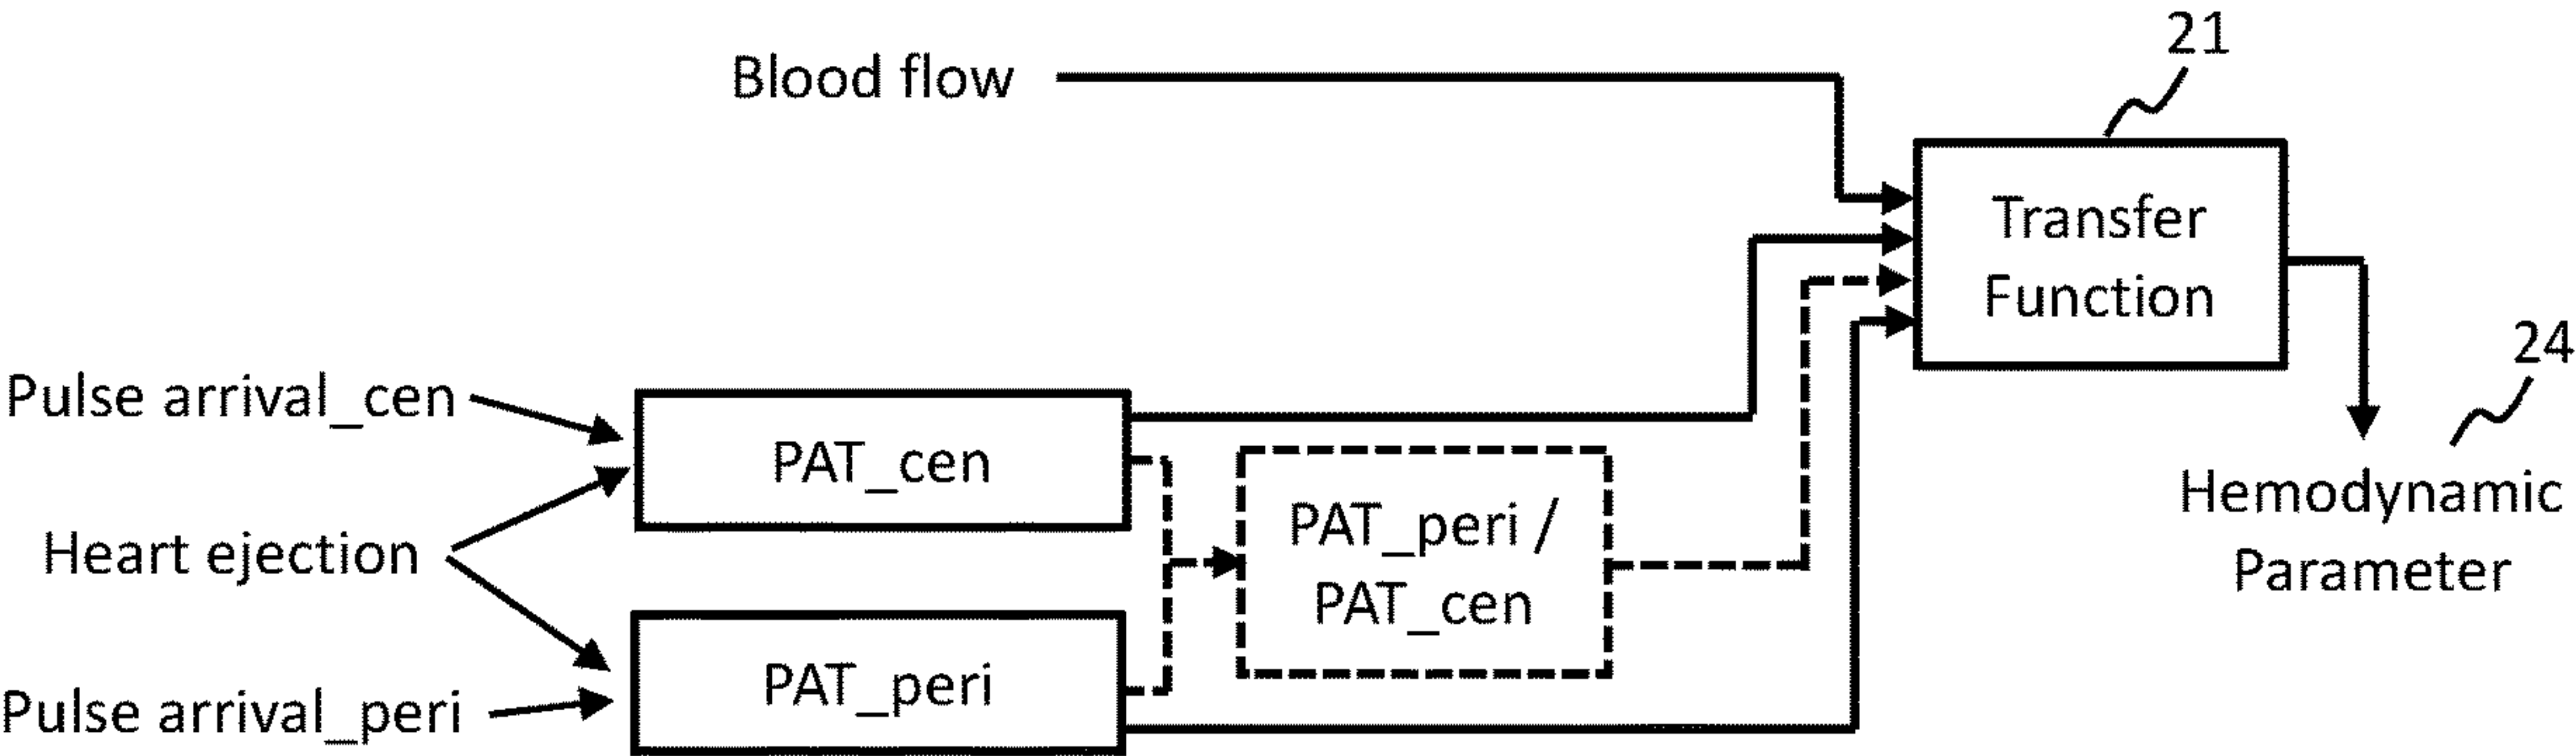 21
Blood flow
Transfer
Function
24
Pulse arrival_cen
PAT_cen
Hemodynamic
Parameter
PAT_peri /
PAT_cen
Heart ejection
PAT_peri
Pulse arrival_peri